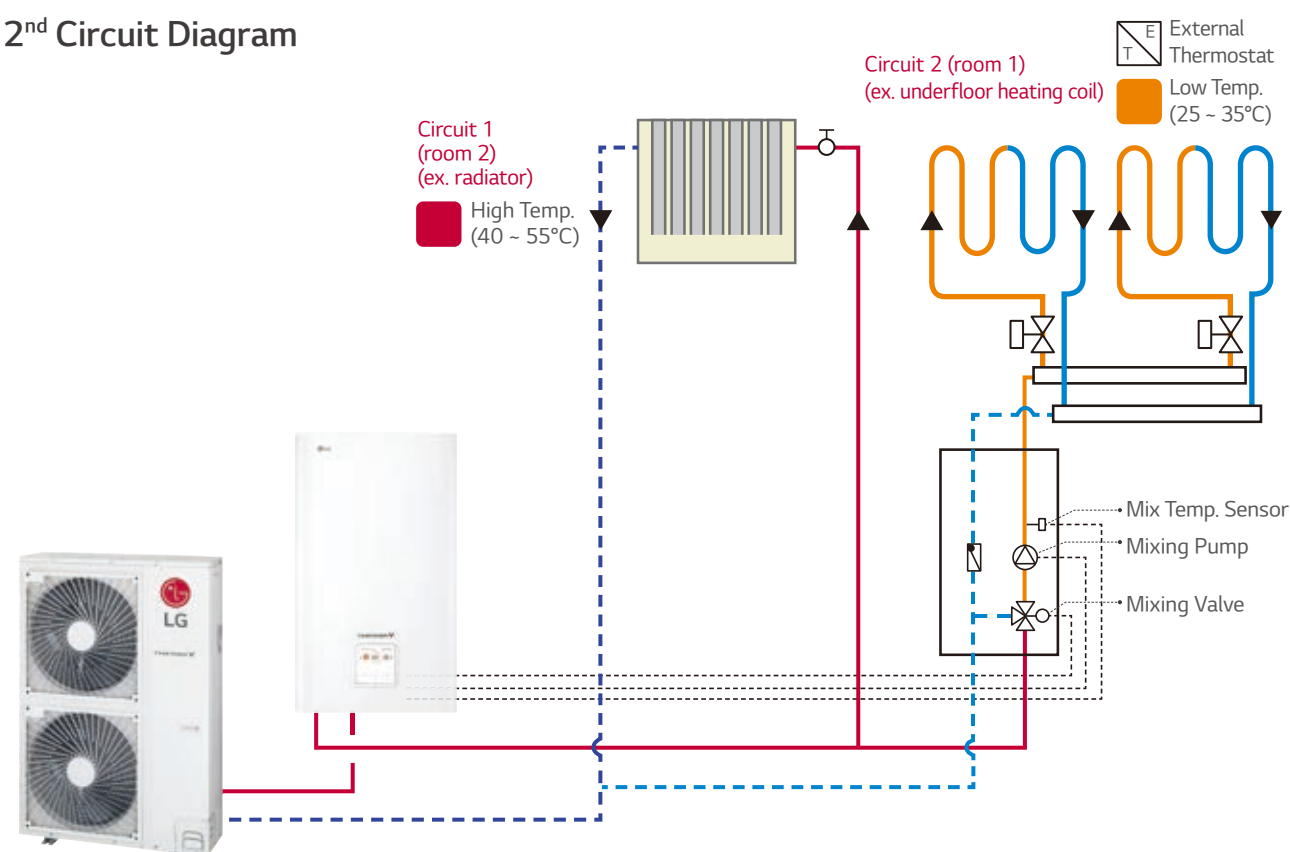 2nd Circuit Diagram
E
T
External
Thermostat
Circuit 2 (room 1)
(ex. underfloor heating coil)
Low Temp.
(25 ~ 35°C)
Circuit 1
(room 2)
(ex. radiator)
High Temp.
(40 ~ 55°C)
Mix Temp. Sensor
Mixing Pump
Mixing Valve
LG
THERMA V